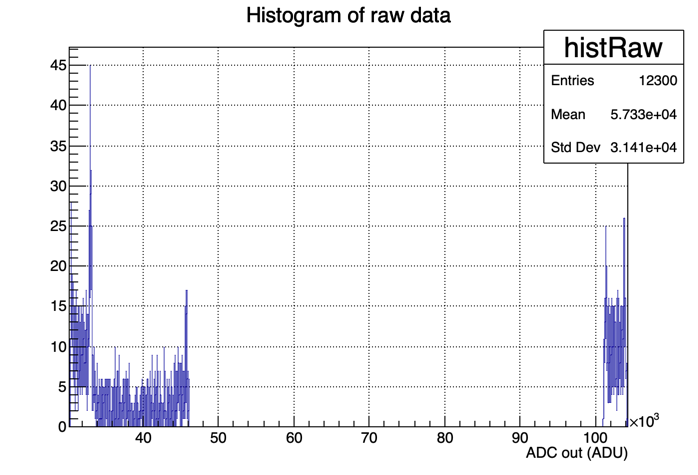 Histogram of raw data
histRaw
Entries 12300
Mean 5.733e+04
Std Dev 3.141e+04
45
40
35
30
25
20
15
10
5
0
40 50 60 70 80 90 100
×10³
ADC out (ADU)